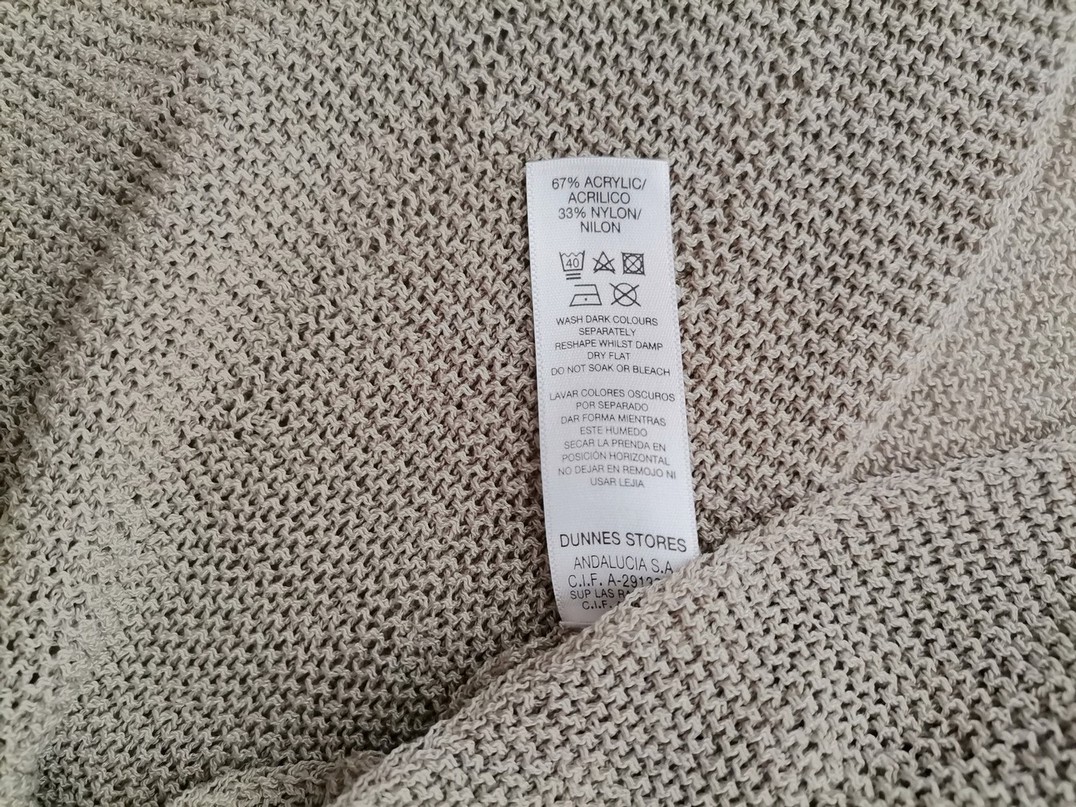 67% ACRYLIC/
ACRILICO
33% NYLON/
NILON
40
WASH DARK COLOURS
SEPARATELY
RESHAPE WHILST DAMP
DRY FLAT
DO NOT SOAK OR BLEACH
LAVAR COLORES OSCUROS
POR SEPARADO
DAR FORMA MIENTRAS
ESTE HUMEDO
SECAR LA PRENDA EN
POSICIÓN HORIZONTAL
NO DEJAR EN REMOJO NI
USAR LEJIA
DUNNES STORES
ANDALUCIA S.A
C.I.F.
SUP LAS
C.I.F.